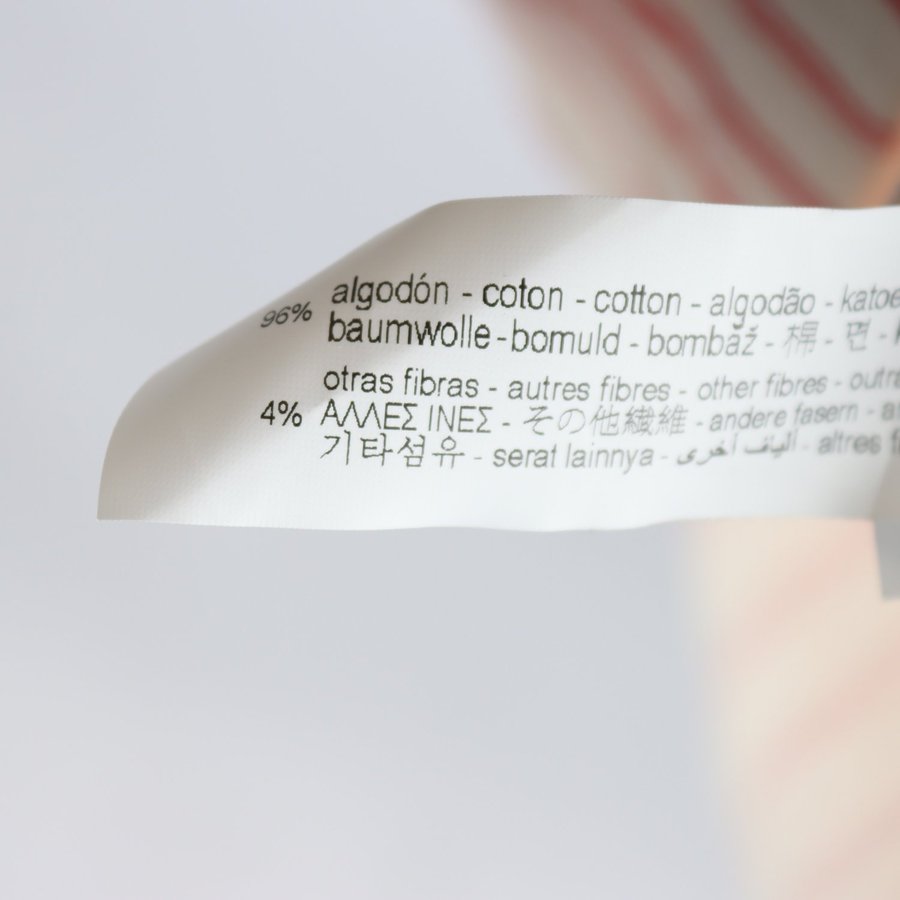 96% algodón - coton - cotton - algodão - katoe
baumwolle - bomuld - bombaž - 棉 - 면 -
otras fibras - autres fibres - other fibres - outra
4% ΑΛΛΕΣ ΙΝΕΣ - その他繊維 - andere fasern - a
기타섬유 - serat lainnya - ألياف أخرى - altres f